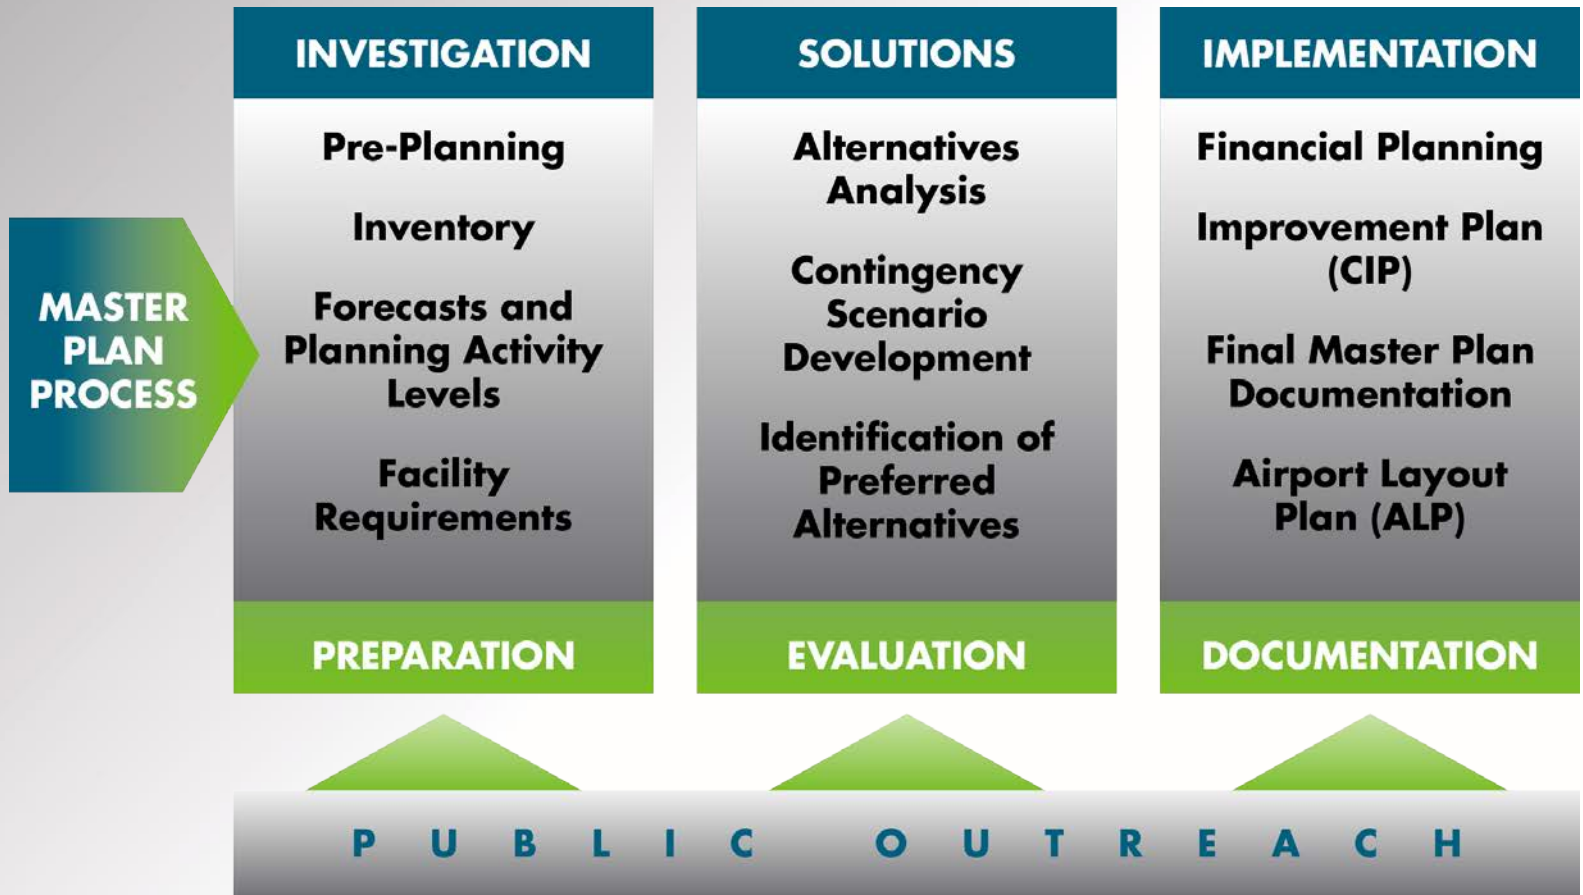 MASTER
PLAN
PROCESS
INVESTIGATION
Pre-Planning
Inventory
Forecasts and
Planning Activity
Levels
Facility
Requirements
PREPARATION
SOLUTIONS
Alternatives
Analysis
Contingency
Scenario
Development
Identification of
Preferred
Alternatives
EVALUATION
IMPLEMENTATION
Financial Planning
Improvement Plan
(CIP)
Final Master Plan
Documentation
Airport Layout
Plan (ALP)
DOCUMENTATION
PUBLIC OUTREACH